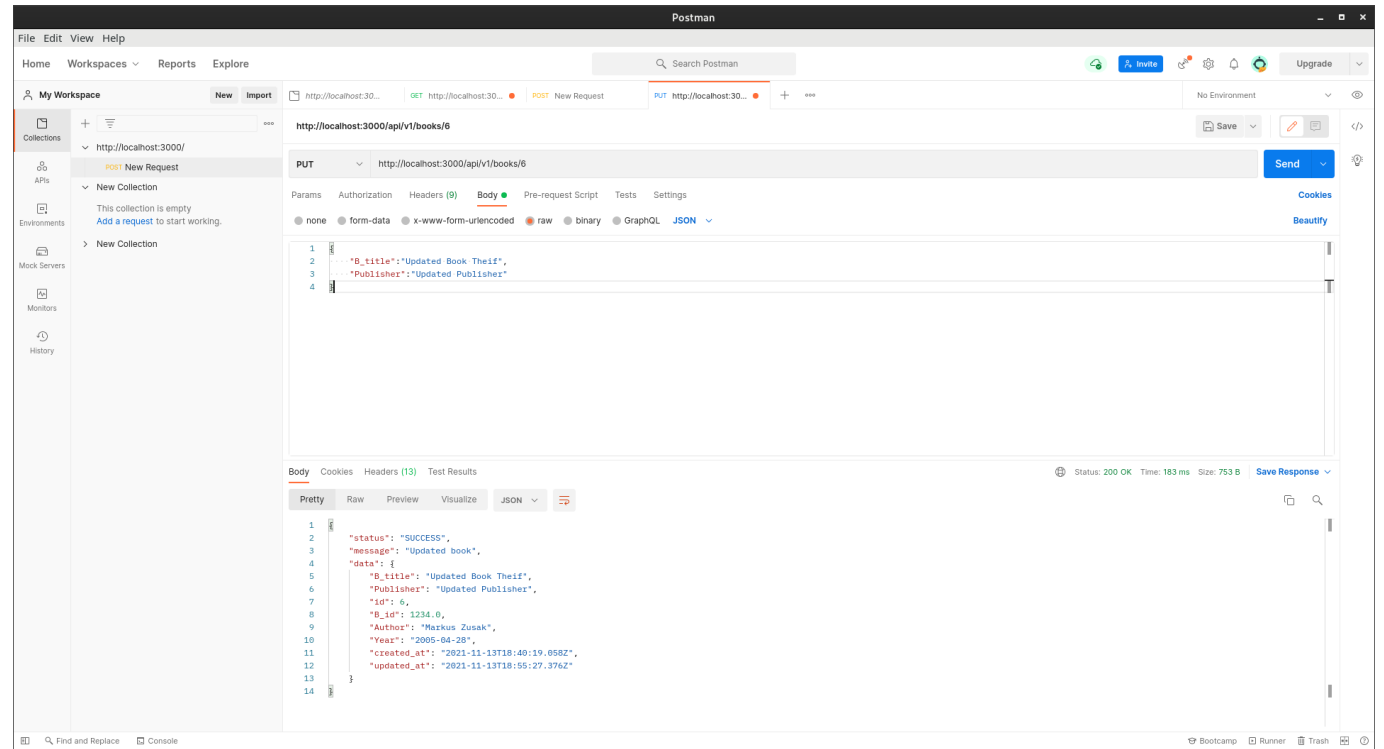 Postman
File Edit View Help
Home Workspaces Reports Explore
Search Postman
Invite
Upgrade
My Workspace
New Import
http://localhost:30...
GET http://localhost:30...
POST New Request
PUT http://localhost:30...
No Environment
Collections
APIs
Environments
Mock Servers
Monitors
History
http://localhost:3000/
POST New Request
New Collection
This collection is empty
Add a request to start working.
New Collection
http://localhost:3000/api/v1/books/6
Save
PUT http://localhost:3000/api/v1/books/6
Send
Params Authorization Headers (9) Body Pre-request Script Tests Settings
Cookies
none form-data x-www-form-urlencoded raw binary GraphQL JSON
Beautify
1 {
2 "B_title":"Updated Book Theif",
3 "Publisher":"Updated Publisher"
4 }
Body Cookies Headers (13) Test Results
Status: 200 OK Time: 183 ms Size: 753 B Save Response
Pretty Raw Preview Visualize JSON
1 {
2 "status": "SUCCESS",
3 "message": "Updated book",
4 "data": {
5 "B_title": "Updated Book Theif",
6 "Publisher": "Updated Publisher",
7 "id": 6,
8 "B_id": 1234.0,
9 "Author": "Markus Zusak",
10 "Year": "2005-04-28",
11 "created_at": "2021-11-13T18:40:19.058Z",
12 "updated_at": "2021-11-13T18:55:27.376Z"
13 }
14 }
Find and Replace Console
Bootcamp Runner Trash